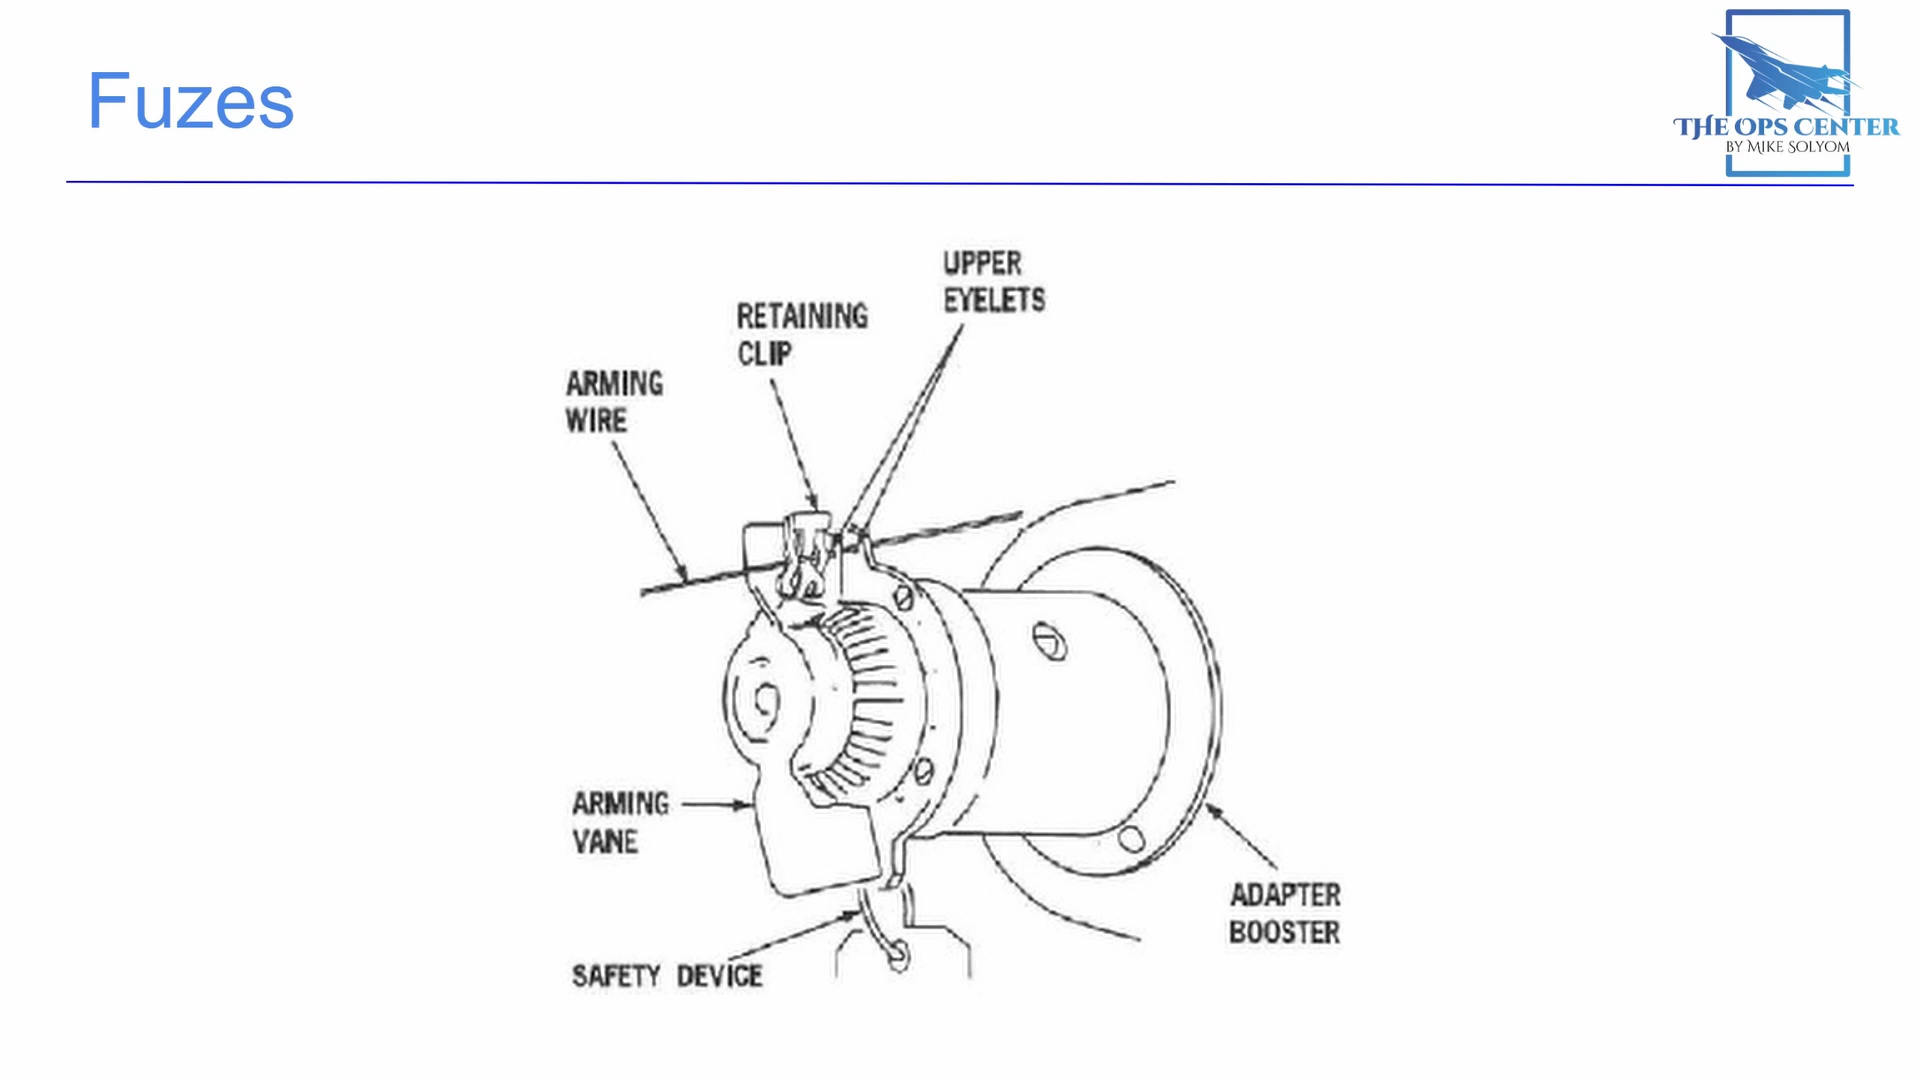 Fuzes
THE OPS CENTER
BY MIKE SOLYOM
UPPER
EYELETS
RETAINING
CLIP
ARMING
WIRE
ARMING
VANE
ADAPTER
BOOSTER
SAFETY DEVICE